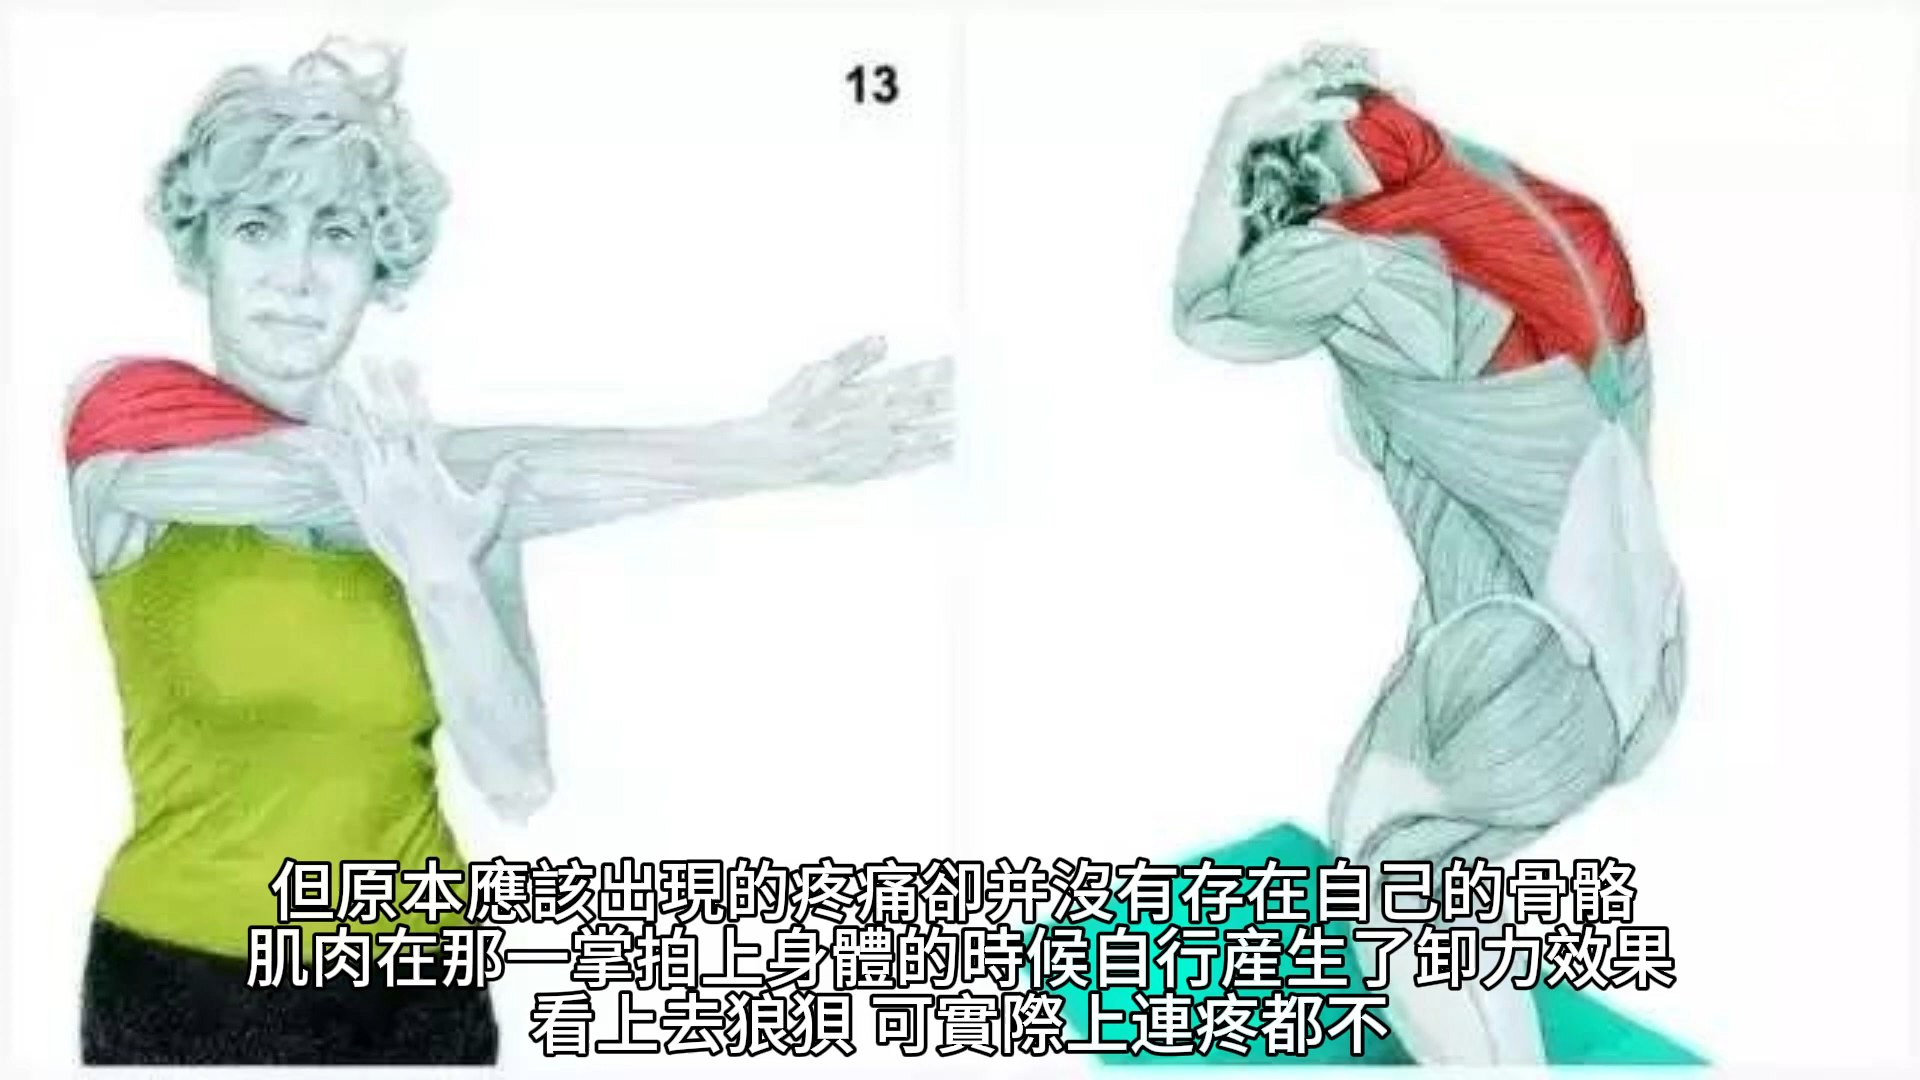 13
但原本應該出現的疼痛卻并沒有存在自己的骨骼
肌肉在那一掌拍上身體的時候自行産生了卸力效果
看上去狼狽 可實際上連疼都不